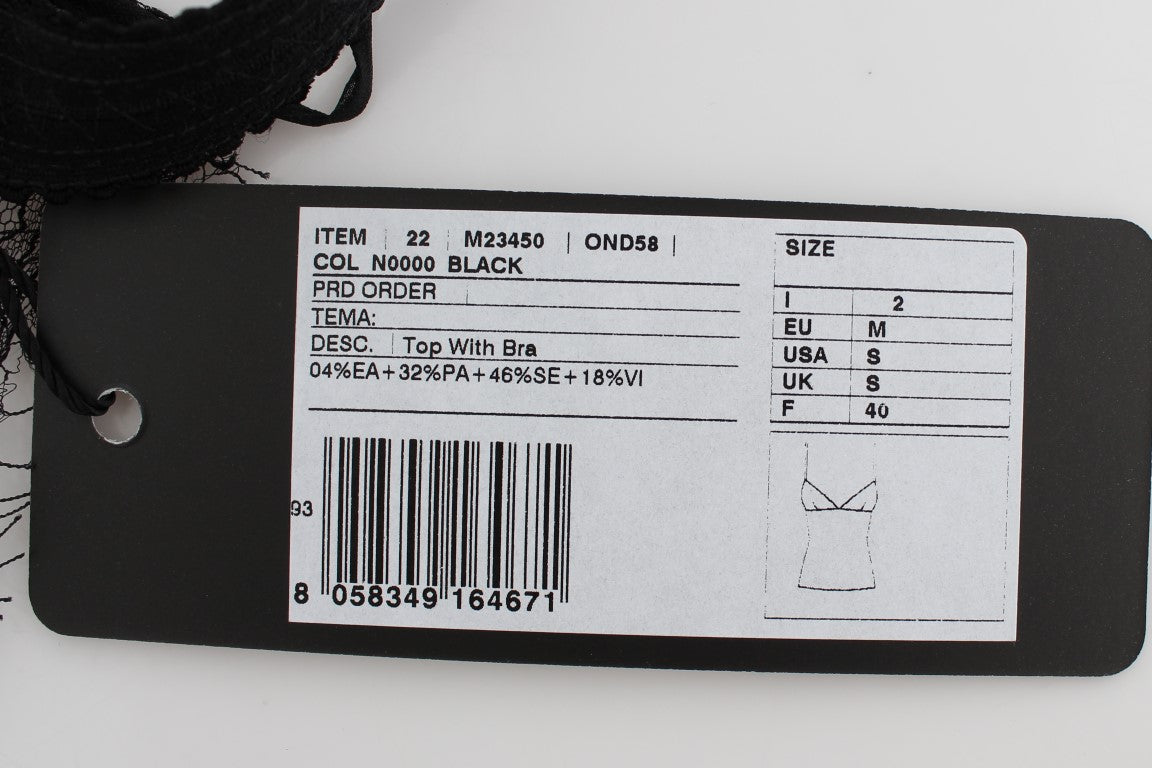 ITEM | 22 | M23450 | OND58 |
COL N0000 BLACK
PRD ORDER
TEMA:
DESC. | Top With Bra
04%EA+32%PA+46%SE+18%VI
93
8 058349 164671
SIZE
I 2
EU M
USA S
UK S
F 40